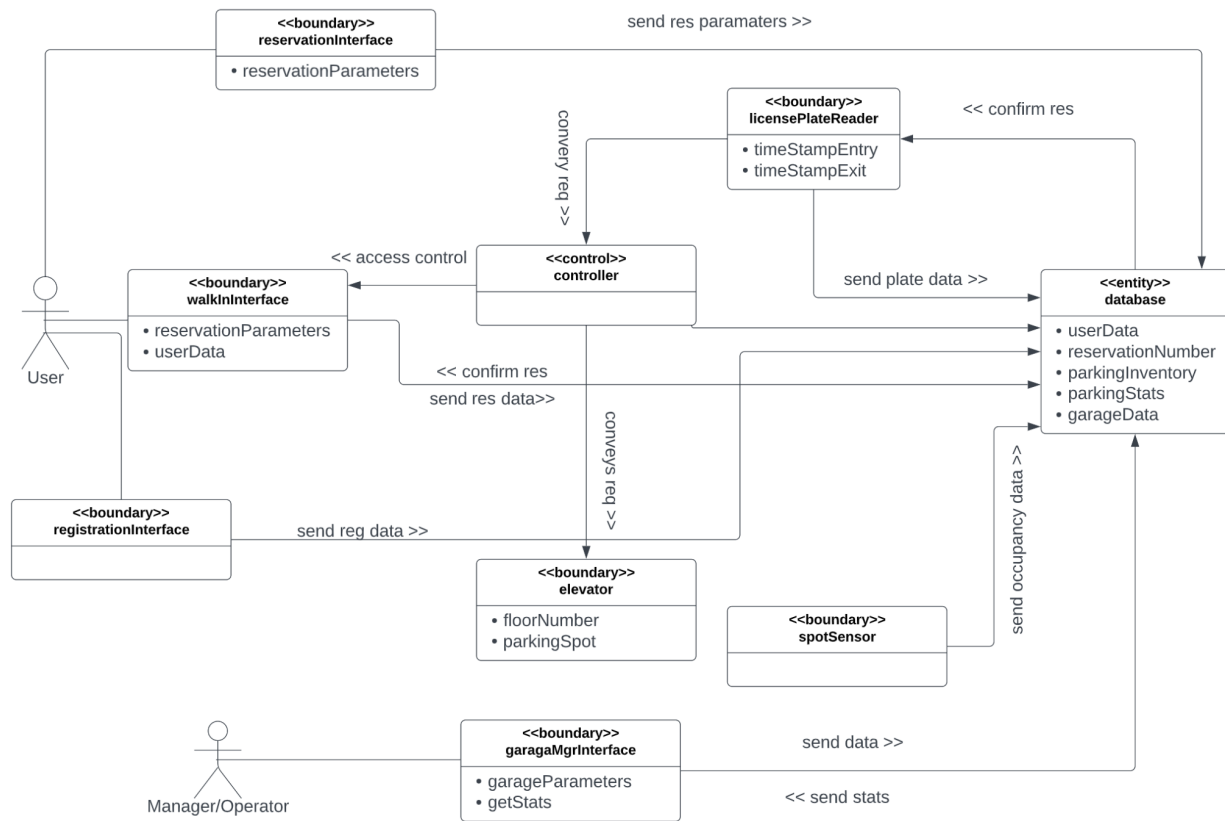 <<boundary>>
reservationInterface
• reservationParameters
send res paramaters >>
<<boundary>>
licensePlateReader
• timeStampEntry
• timeStampExit
<< confirm res
convery req >>
send plate data >>
<< access control
<<control>>
controller
<<boundary>>
walkInInterface
• reservationParameters
• userData
User
<<entity>>
database
• userData
• reservationNumber
• parkingInventory
• parkingStats
• garageData
<< confirm res
send res data>>
conveys req >>
send occupancy data >>
<<boundary>>
registrationInterface
send reg data >>
<<boundary>>
elevator
• floorNumber
• parkingSpot
<<boundary>>
spotSensor
Manager/Operator
<<boundary>>
garagaMgrInterface
• garageParameters
• getStats
send data >>
<< send stats